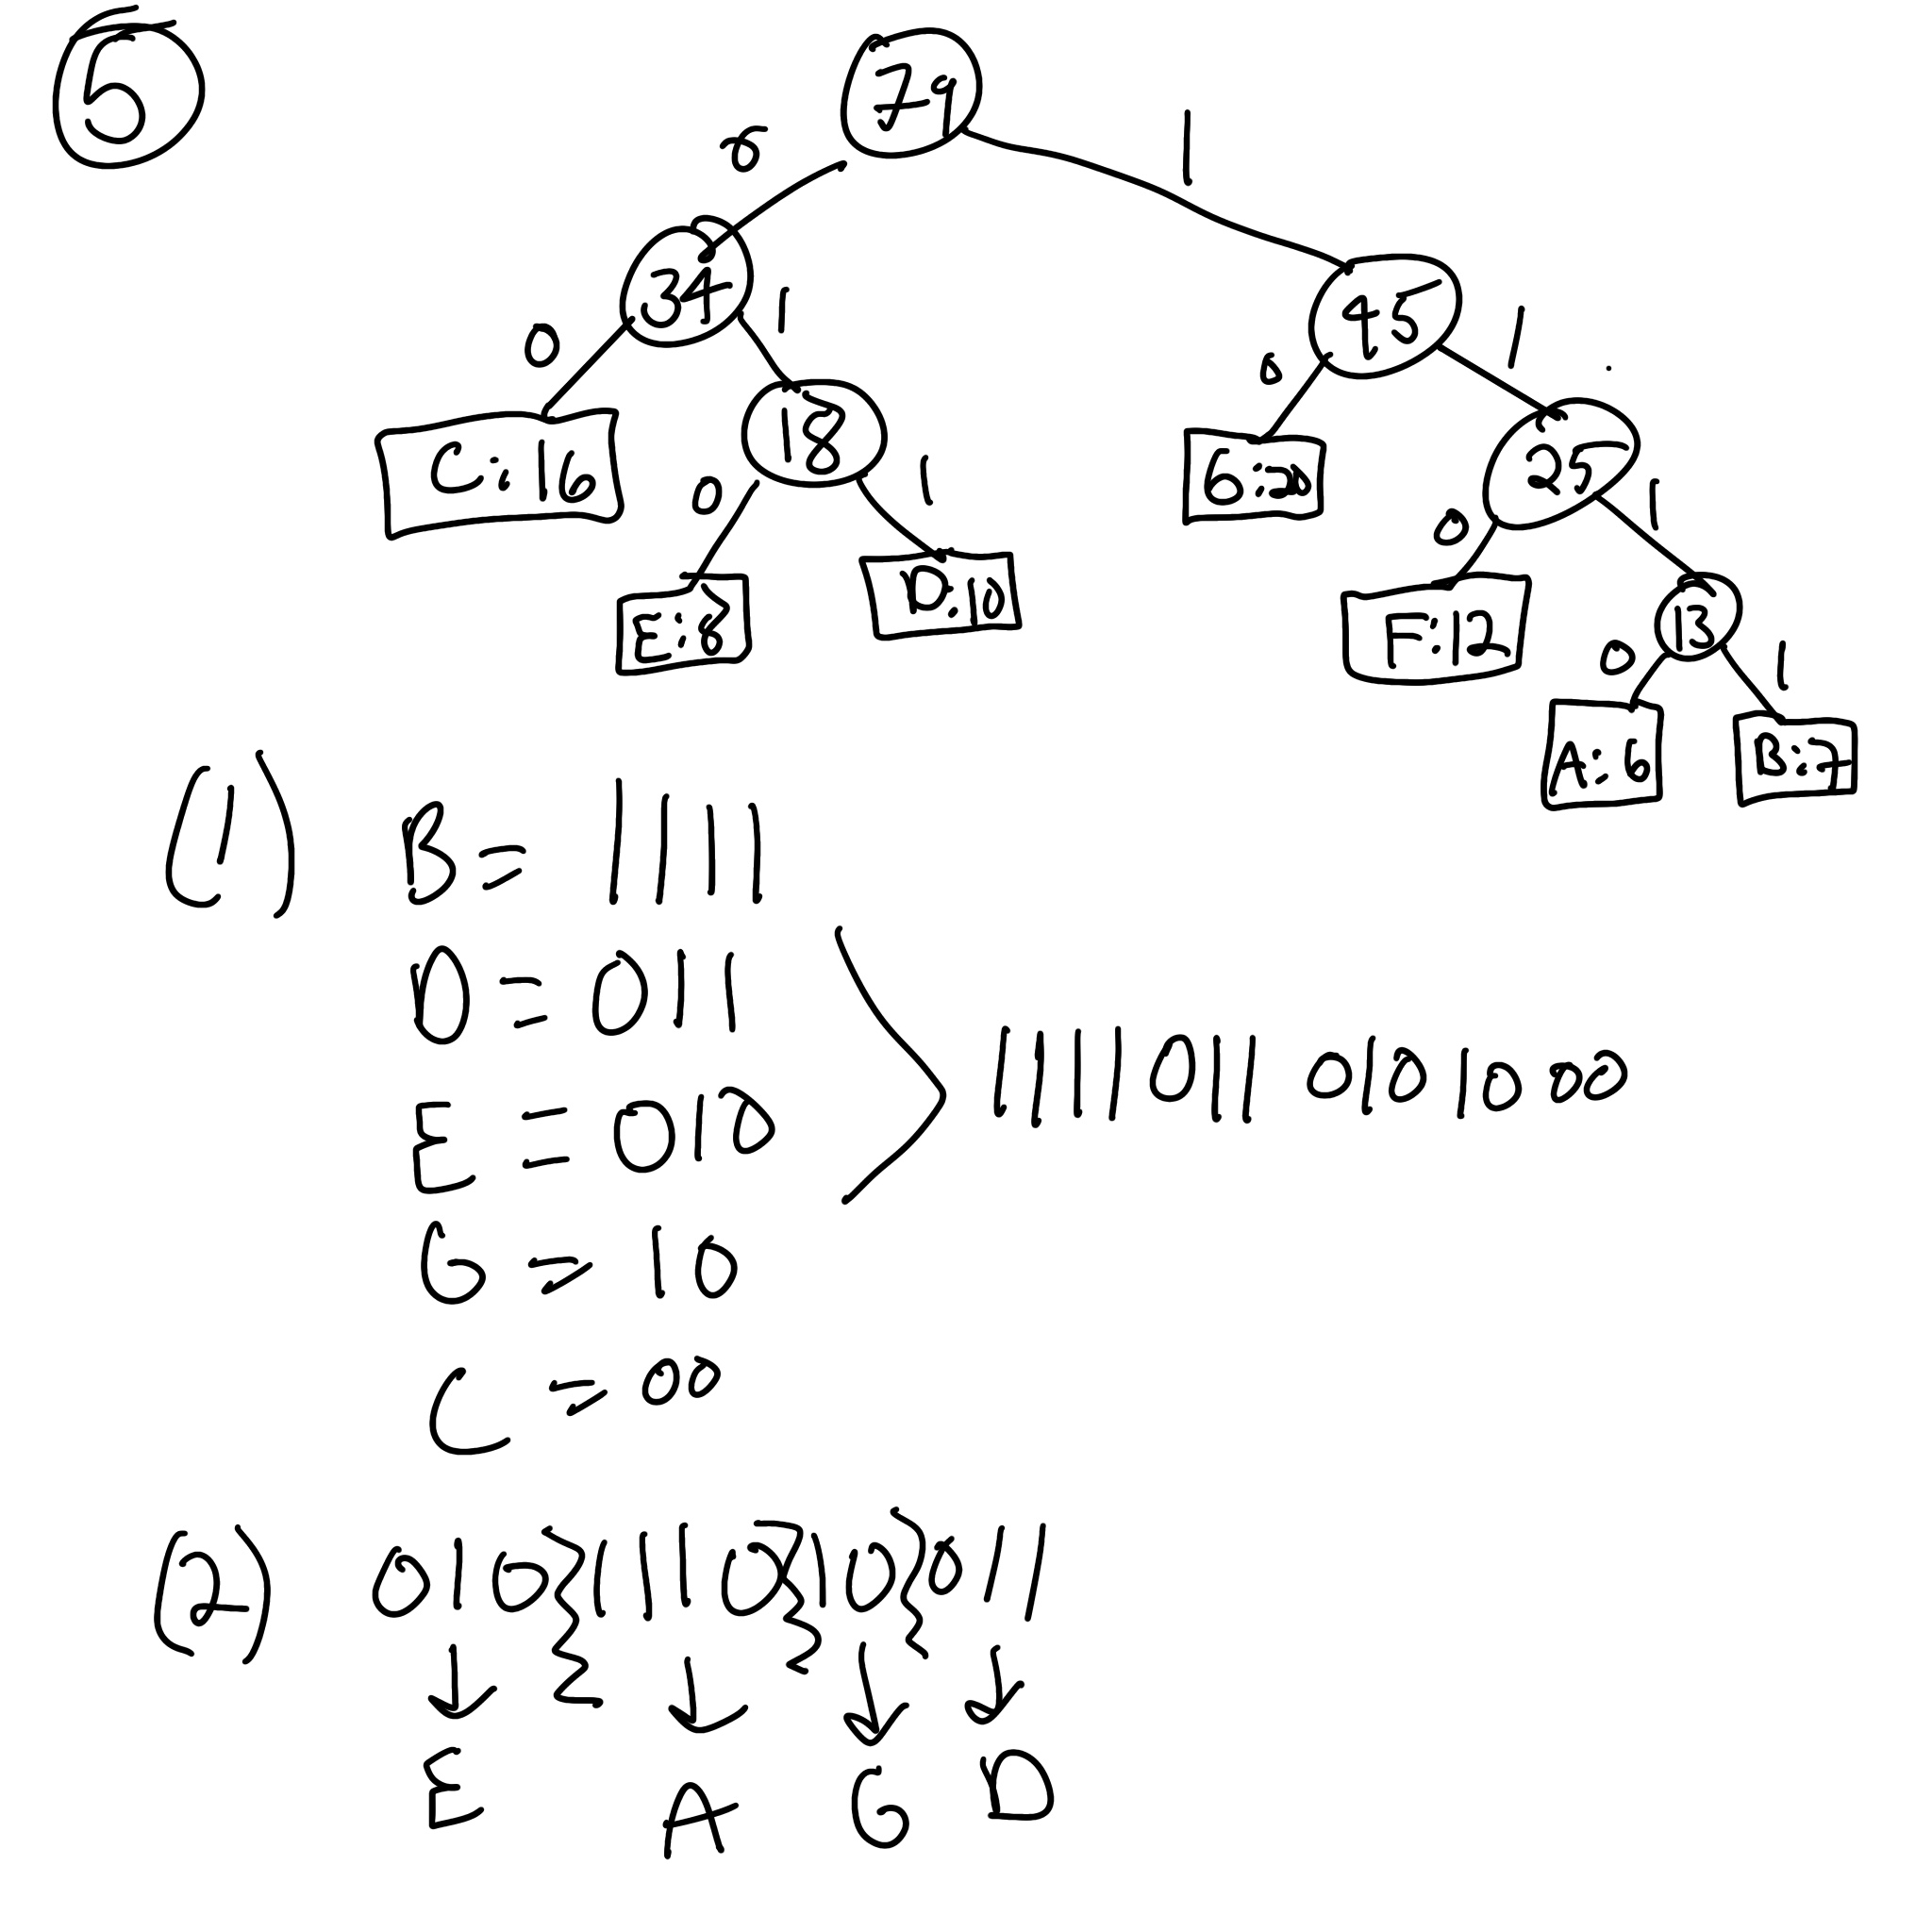 5
79
0 1
34 45
0 1 0 1
C:16 18 G: 25
0 1 0 1
E:8 D:10 F:12 13
0 1
A:6 B:7
(1) B = 1111
D = 011
E = 010
1111 011 010 10 00
G = 10
C = 00
(2) 010 1110 10 011
E A G D